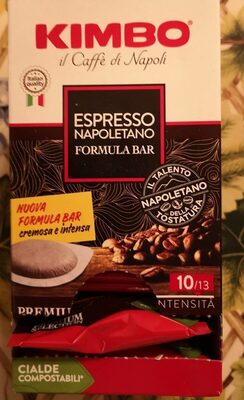 KIMBO®
il Caffè di Napoli
Italian
quality
ESPRESSO
NAPOLETANO
FORMULA BAR
IL TALENTO
NAPOLETANO
DELLA
TOSTATURA
NUOVA
FORMULA BAR
cremosa e intensa
10/13
INTENSITÀ
PREMIUM
CIALDE
COMPOSTABILI*